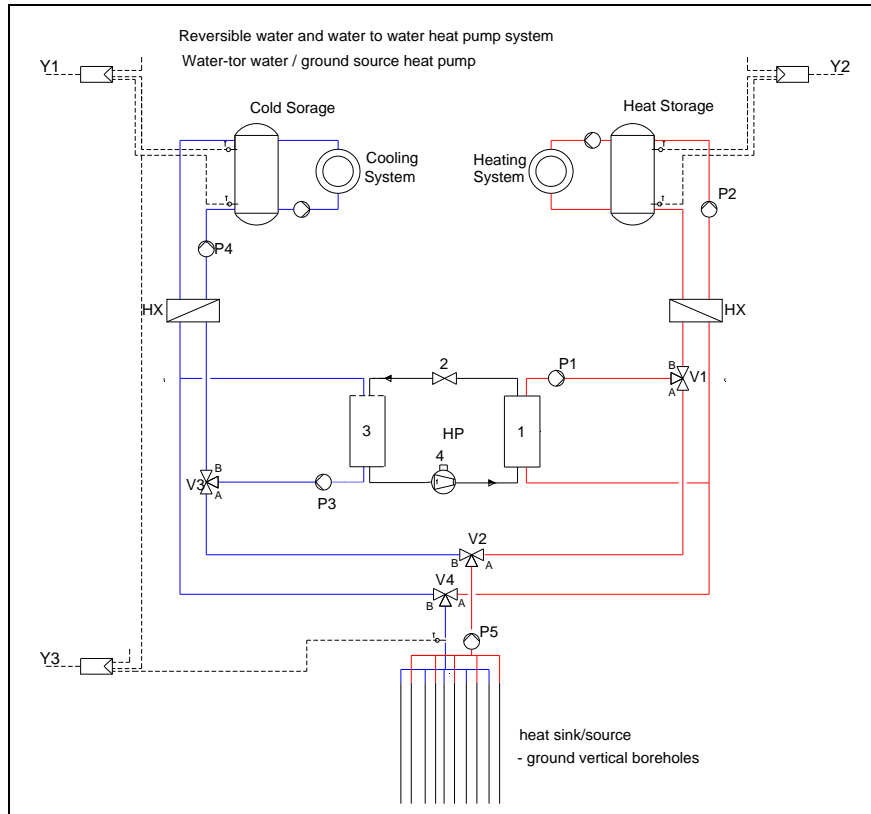 Reversible water and water to water heat pump system
Water-tor water / ground source heat pump
Y1
Y2
Cold Sorage
Heat Storage
T
T
Cooling
System
Heating
System
T
T
P2
P4
HX
HX
2
P1
B
V1
A
3
HP
1
4
B
V3
A
P3
V2
B
A
V4
B
A
T
P5
Y3
heat sink/source
- ground vertical boreholes